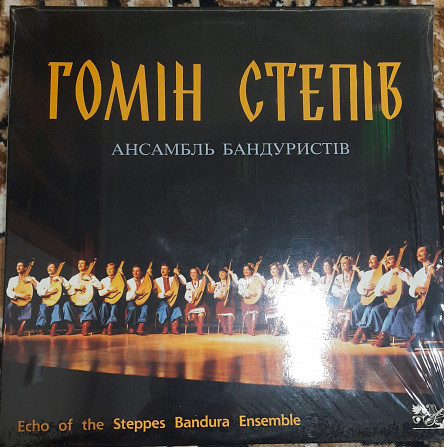 ГОМІН СТЕПІВ
АНСАМБЛЬ БАНДУРИСТІВ
Echo of the Steppes Bandura Ensemble